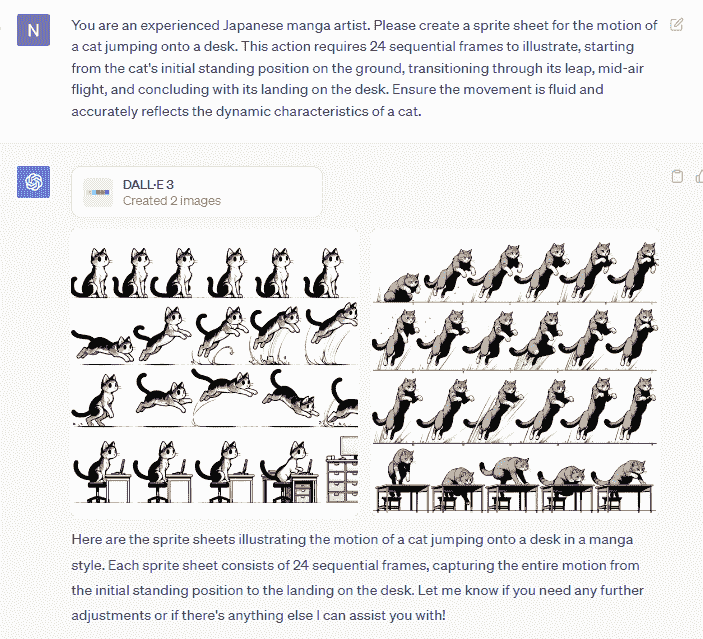 N
You are an experienced Japanese manga artist. Please create a sprite sheet for the motion of
a cat jumping onto a desk. This action requires 24 sequential frames to illustrate, starting
from the cat's initial standing position on the ground, transitioning through its leap, mid-air
flight, and concluding with its landing on the desk. Ensure the movement is fluid and
accurately reflects the dynamic characteristics of a cat.
DALL·E 3
Created 2 images
Here are the sprite sheets illustrating the motion of a cat jumping onto a desk in a manga
style. Each sprite sheet consists of 24 sequential frames, capturing the entire motion from
the initial standing position to the landing on the desk. Let me know if you need any further
adjustments or if there's anything else I can assist you with!